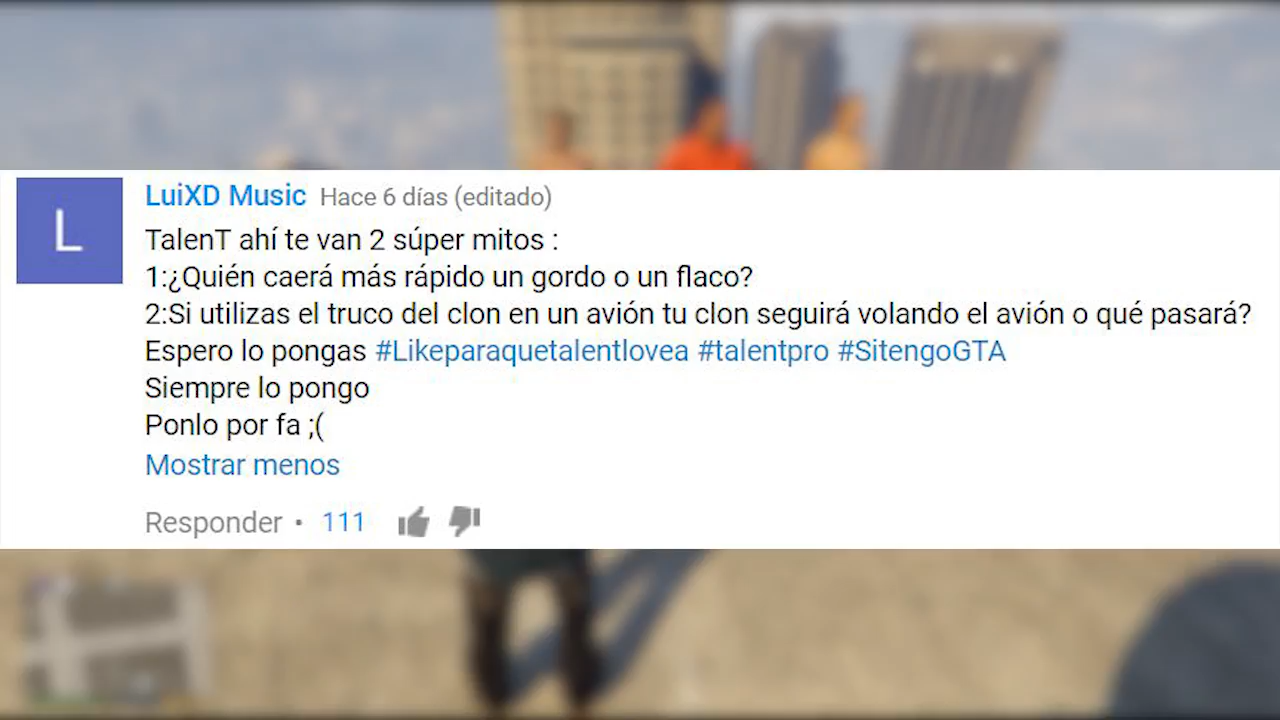 L
LuiXD Music Hace 6 días (editado)
TalenT ahí te van 2 súper mitos :
1:¿Quién caerá más rápido un gordo o un flaco?
2:Si utilizas el truco del clon en un avión tu clon seguirá volando el avión o qué pasará?
Espero lo pongas #Likeparaquetalentlovea #talentpro #SitengoGTA
Siempre lo pongo
Ponlo por fa ;(
Mostrar menos
Responder • 111